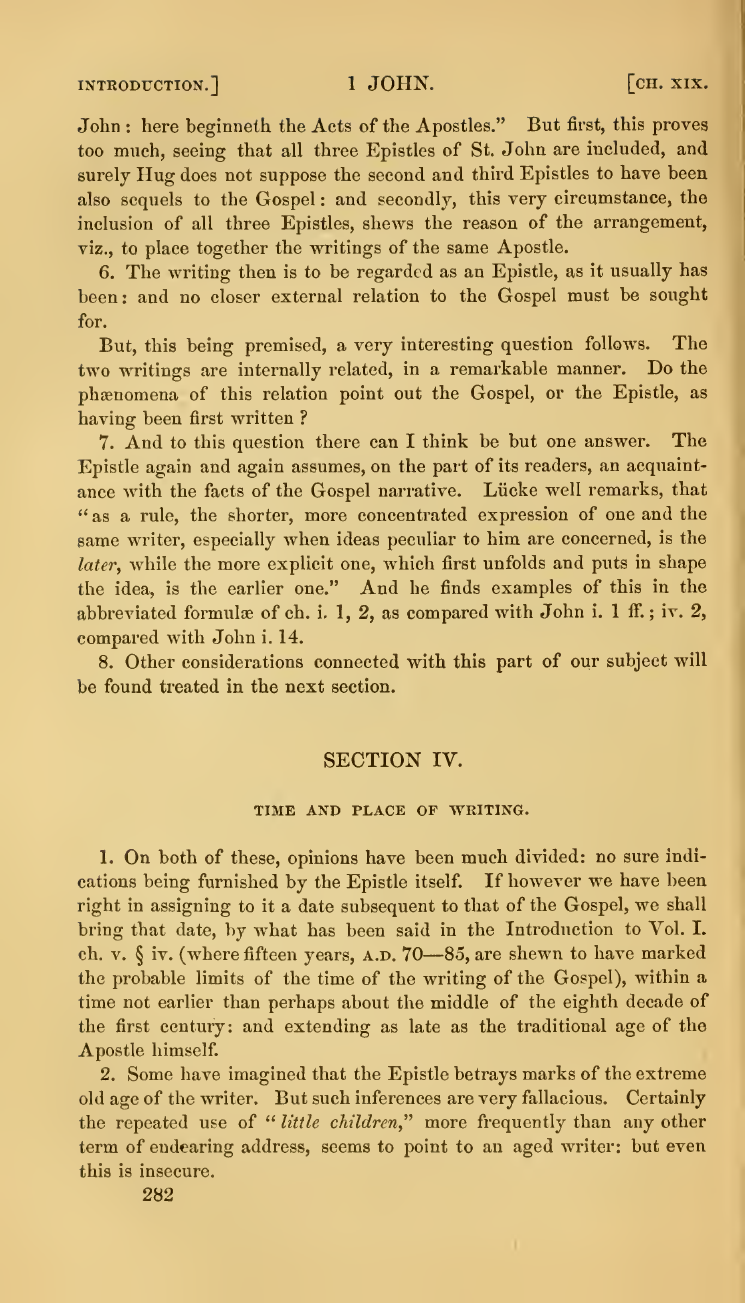 INTRODUCTION.] 1 JOHN. [CH. XIX.
John : here beginneth the Acts of the Apostles.” But first, this proves
too much, seeing that all three Epistles of St. John are included, and
surely Hug does not suppose the second and third Epistles to have been
also sequels to the Gospel : and secondly, this very circumstance, the
inclusion of all three Epistles, shews the reason of the arrangement,
viz., to place together the writings of the same Apostle.
6. The writing then is to be regarded as an Epistle, as it usually has
been : and no closer external relation to the Gospel must be sought
for.
But, this being premised, a very interesting question follows. The
two writings are internally related, in a remarkable manner. Do the
phænomena of this relation point out the Gospel, or the Epistle, as
having been first written ?
7. And to this question there can I think be but one answer. The
Epistle again and again assumes, on the part of its readers, an acquaint-
ance with the facts of the Gospel narrative. Lücke well remarks, that
“as a rule, the shorter, more concentrated expression of one and the
same writer, especially when ideas peculiar to him are concerned, is the
later, while the more explicit one, which first unfolds and puts in shape
the idea, is the earlier one.” And he finds examples of this in the
abbreviated formulæ of ch. i. 1, 2, as compared with John i. 1 ff. ; iv. 2,
compared with John i. 14.
8. Other considerations connected with this part of our subject will
be found treated in the next section.
SECTION IV.
TIME AND PLACE OF WRITING.
1. On both of these, opinions have been much divided: no sure indi-
cations being furnished by the Epistle itself. If however we have been
right in assigning to it a date subsequent to that of the Gospel, we shall
bring that date, by what has been said in the Introduction to Vol. I.
ch. v. § iv. (where fifteen years, A.D. 70—85, are shewn to have marked
the probable limits of the time of the writing of the Gospel), within a
time not earlier than perhaps about the middle of the eighth decade of
the first century: and extending as late as the traditional age of the
Apostle himself.
2. Some have imagined that the Epistle betrays marks of the extreme
old age of the writer. But such inferences are very fallacious. Certainly
the repeated use of “little children,” more frequently than any other
term of endearing address, seems to point to an aged writer: but even
this is insecure.
282